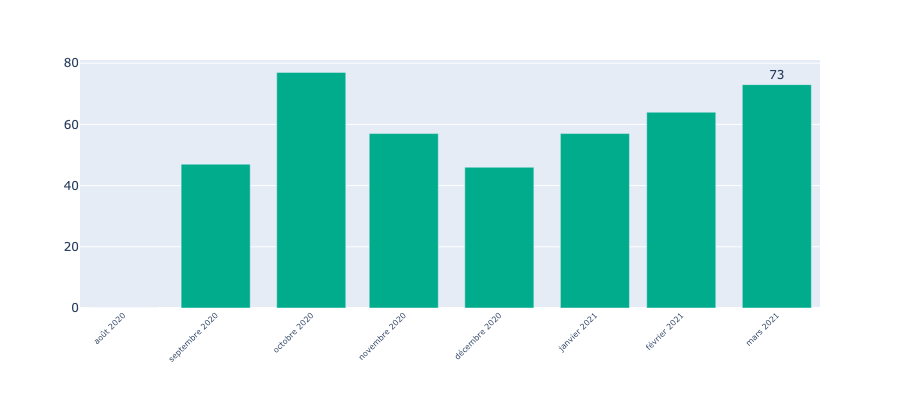 80
73
60
40
20
0
août 2020
septembre 2020
octobre 2020
novembre 2020
décembre 2020
janvier 2021
février 2021
mars 2021